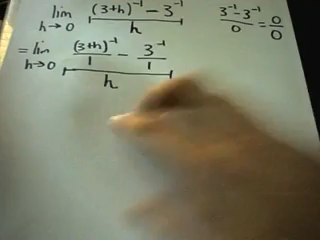 lim h→0 ((3+h)⁻¹ − 3⁻¹)/h
(3⁻¹-3⁻¹)/0 = 0/0
= lim h→0 ((3+h)⁻¹/1 − 3⁻¹/1)/h